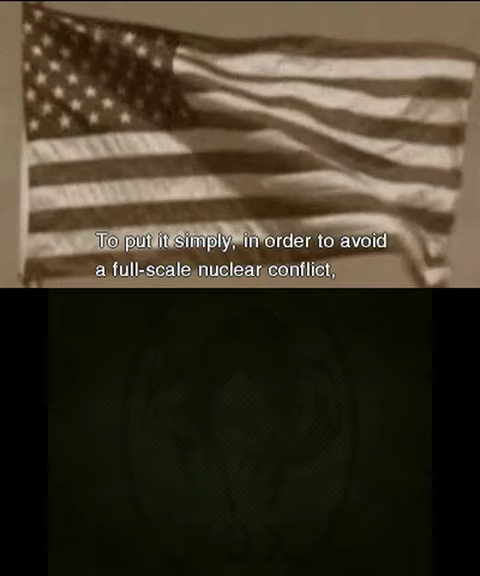 To put it simply, in order to avoid
a full-scale nuclear conflict,